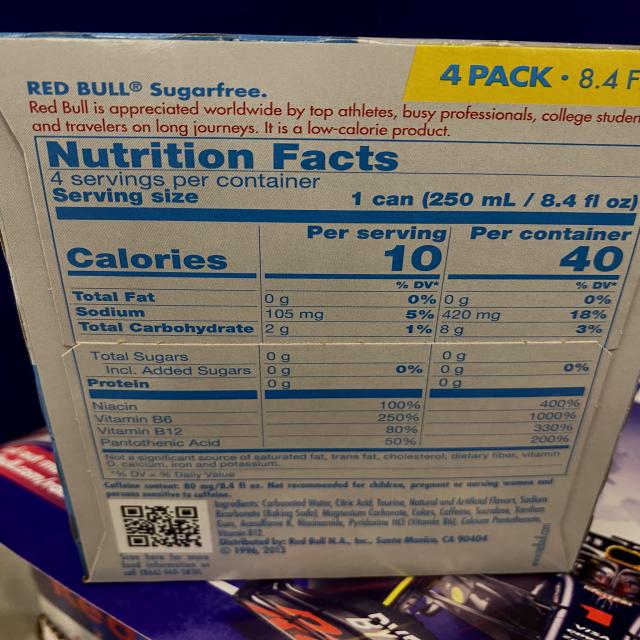 4 PACK · 8.4 F
RED BULL® Sugarfree.
Red Bull is appreciated worldwide by top athletes, busy professionals, college studen
and travelers on long journeys. It is a low-calorie product.
Nutrition Facts
4 servings per container
Serving size 1 can (250 mL / 8.4 fl oz)
Per serving Per container
Calories 10 40
% DV* % DV*
Total Fat 0 g 0% 0 g 0%
Sodium 105 mg 5% 420 mg 18%
Total Carbohydrate 2 g 1% 8 g 3%
Total Sugars 0 g 0 g
Incl. Added Sugars 0 g 0% 0 g 0%
Protein 0 g 0 g
Niacin 100% 400%
Vitamin B6 250% 1000%
Vitamin B12 80% 330%
Pantothenic Acid 50% 200%
Not a significant source of saturated fat, trans fat, cholesterol, dietary fiber, vitamin
D, calcium, iron and potassium.
*% DV = % Daily Value
Caffeine content: 80 mg/8.4 fl oz. Not recommended for children, pregnant or nursing women and
persons sensitive to caffeine.
Ingredients: Carbonated Water, Citric Acid, Taurine, Natural and Artificial Flavors, Sodium
Bicarbonate (Baking Soda), Magnesium Carbonate, Colors, Caffeine, Sucralose, Xanthan
Gum, Acesulfame K, Niacinamide, Pyridoxine HCl (Vitamin B6), Calcium Pantothenate,
Vitamin B12
Distributed by: Red Bull N.A., Inc., Santa Monica, CA 90404
© 1996, 2013
Scan here for more
food information or
call